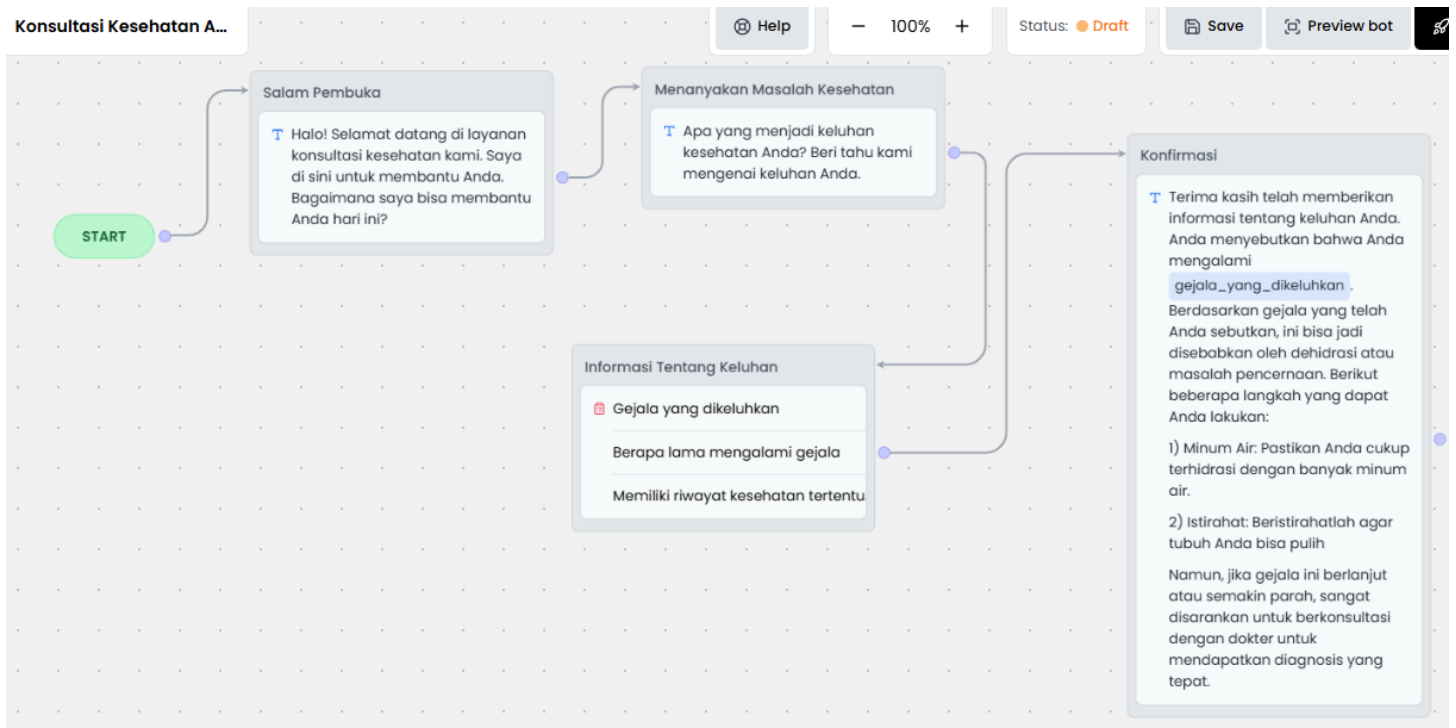 Konsultasi Kesehatan A...
Help
− 100% +
Status: Draft
Save
Preview bot
Salam Pembuka
Halo! Selamat datang di layanan
konsultasi kesehatan kami. Saya
di sini untuk membantu Anda.
Bagaimana saya bisa membantu
Anda hari ini?
START
Menanyakan Masalah Kesehatan
Apa yang menjadi keluhan
kesehatan Anda? Beri tahu kami
mengenai keluhan Anda.
Informasi Tentang Keluhan
Gejala yang dikeluhkan
Berapa lama mengalami gejala
Memiliki riwayat kesehatan tertentu
Konfirmasi
Terima kasih telah memberikan
informasi tentang keluhan Anda.
Anda menyebutkan bahwa Anda
mengalami
gejala_yang_dikeluhkan .
Berdasarkan gejala yang telah
Anda sebutkan, ini bisa jadi
disebabkan oleh dehidrasi atau
masalah pencernaan. Berikut
beberapa langkah yang dapat
Anda lakukan:
1) Minum Air: Pastikan Anda cukup
terhidrasi dengan banyak minum
air.
2) Istirahat: Beristirahatlah agar
tubuh Anda bisa pulih
Namun, jika gejala ini berlanjut
atau semakin parah, sangat
disarankan untuk berkonsultasi
dengan dokter untuk
mendapatkan diagnosis yang
tepat.